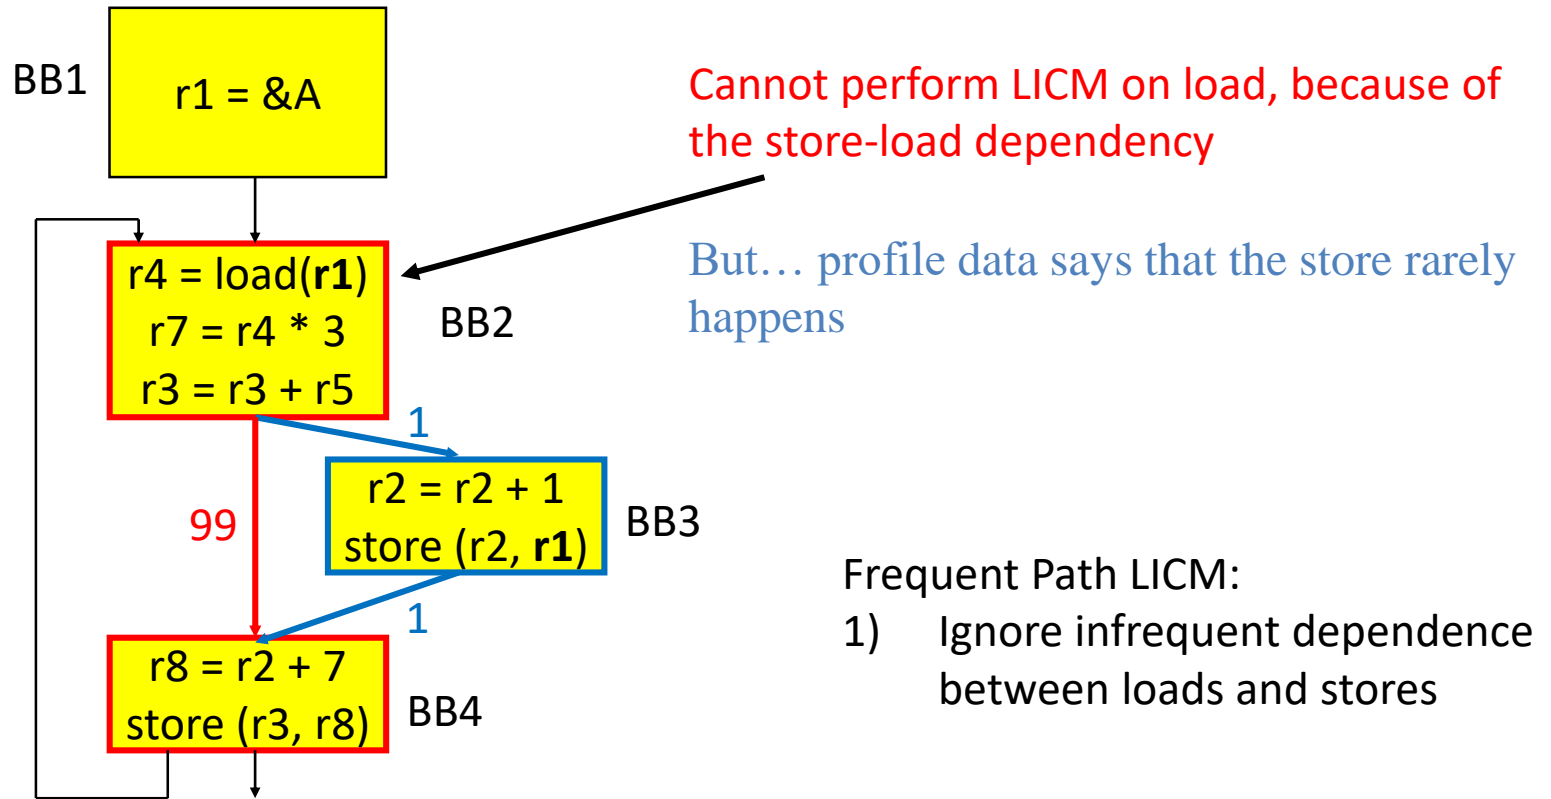 BB1
r1 = &A
Cannot perform LICM on load, because of
the store-load dependency
But… profile data says that the store rarely
happens
r4 = load(r1)
r7 = r4 * 3
r3 = r3 + r5
BB2
1
99
r2 = r2 + 1
store (r2, r1)
BB3
1
r8 = r2 + 7
store (r3, r8)
BB4
Frequent Path LICM:
1) Ignore infrequent dependence
between loads and stores